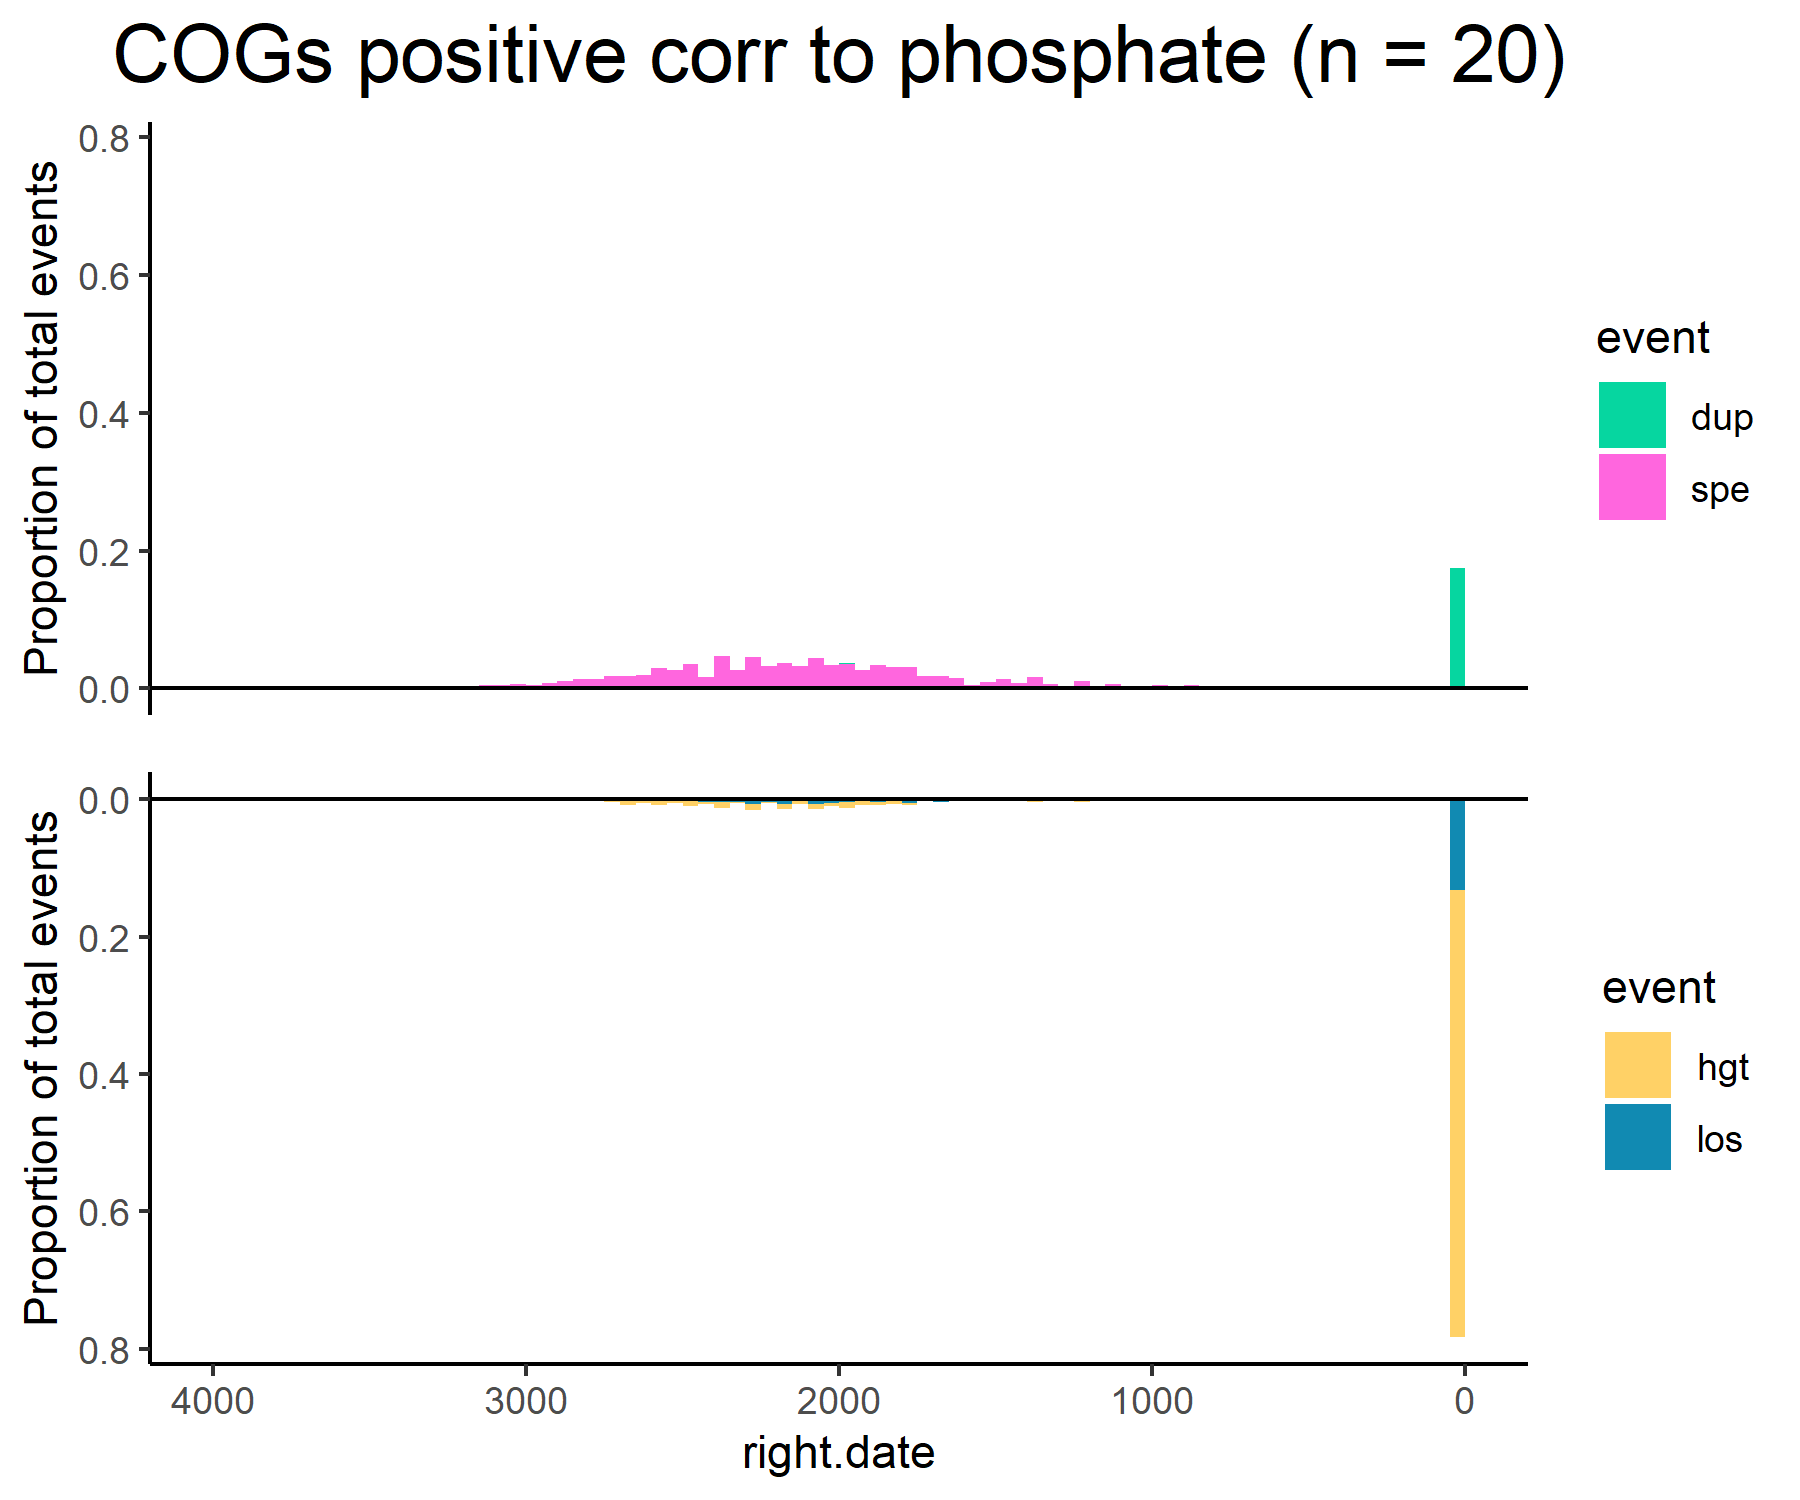 COGs positive corr to phosphate (n = 20)
Proportion of total events
0.8
0.6
0.4
0.2
0.0
event
dup
spe
Proportion of total events
0.0
0.2
0.4
0.6
0.8
event
hgt
los
4000 3000 2000 1000 0
right.date